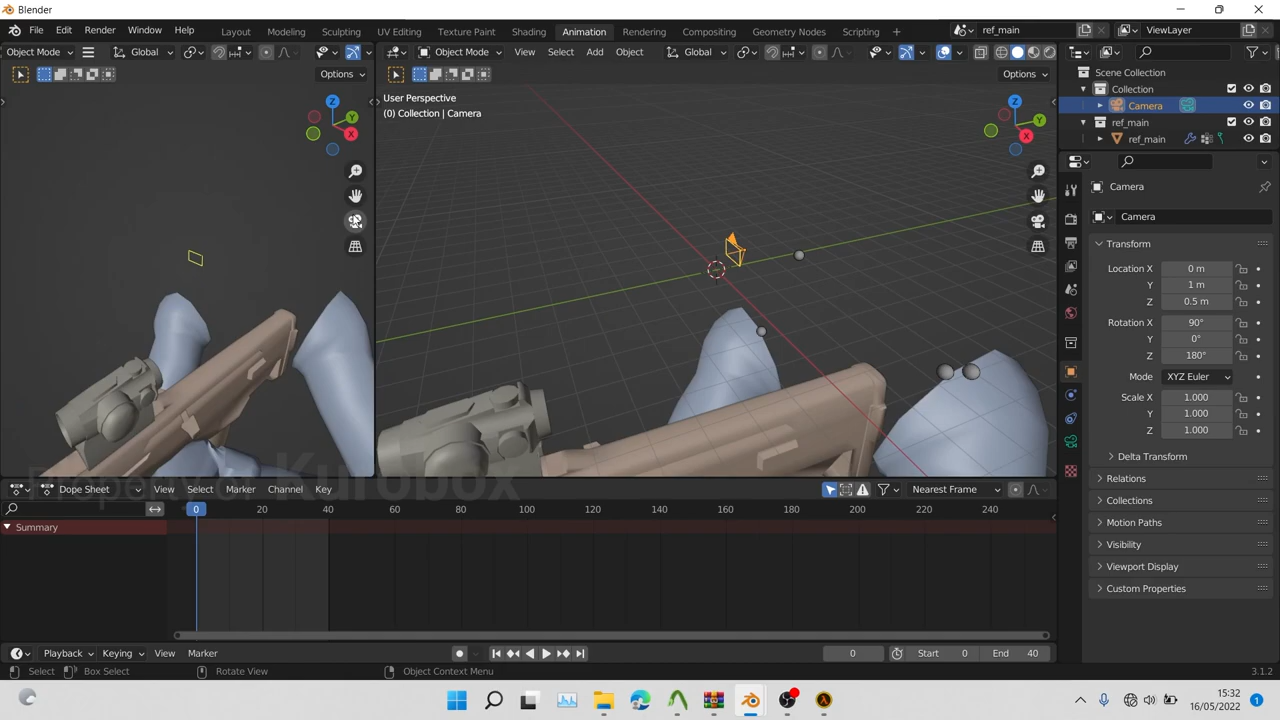 Blender
File Edit Render Window Help
Layout Modeling Sculpting UV Editing Texture Paint Shading Animation Rendering Compositing Geometry Nodes Scripting
ref_main
ViewLayer
Object Mode Global
Object Mode View Select Add Object Global
Options
Options
Z Y X
Z Y X
User Perspective
(0) Collection | Camera
Scene Collection
Collection
Camera
ref_main
ref_main
Camera
Camera
Transform
Location X 0 m
Y 1 m
Z 0.5 m
Rotation X 90°
Y 0°
Z 180°
Mode XYZ Euler
Scale X 1.000
Y 1.000
Z 1.000
Delta Transform
Relations
Collections
Motion Paths
Visibility
Viewport Display
Custom Properties
Kurobox
Dope Sheet View Select Marker Channel Key Nearest Frame
0 20 40 60 80 100 120 140 160 180 200 220 240
Summary
Playback Keying View Marker 0 Start 0 End 40
Select Box Select Rotate View Object Context Menu 3.1.2
15:32
16/05/2022
1